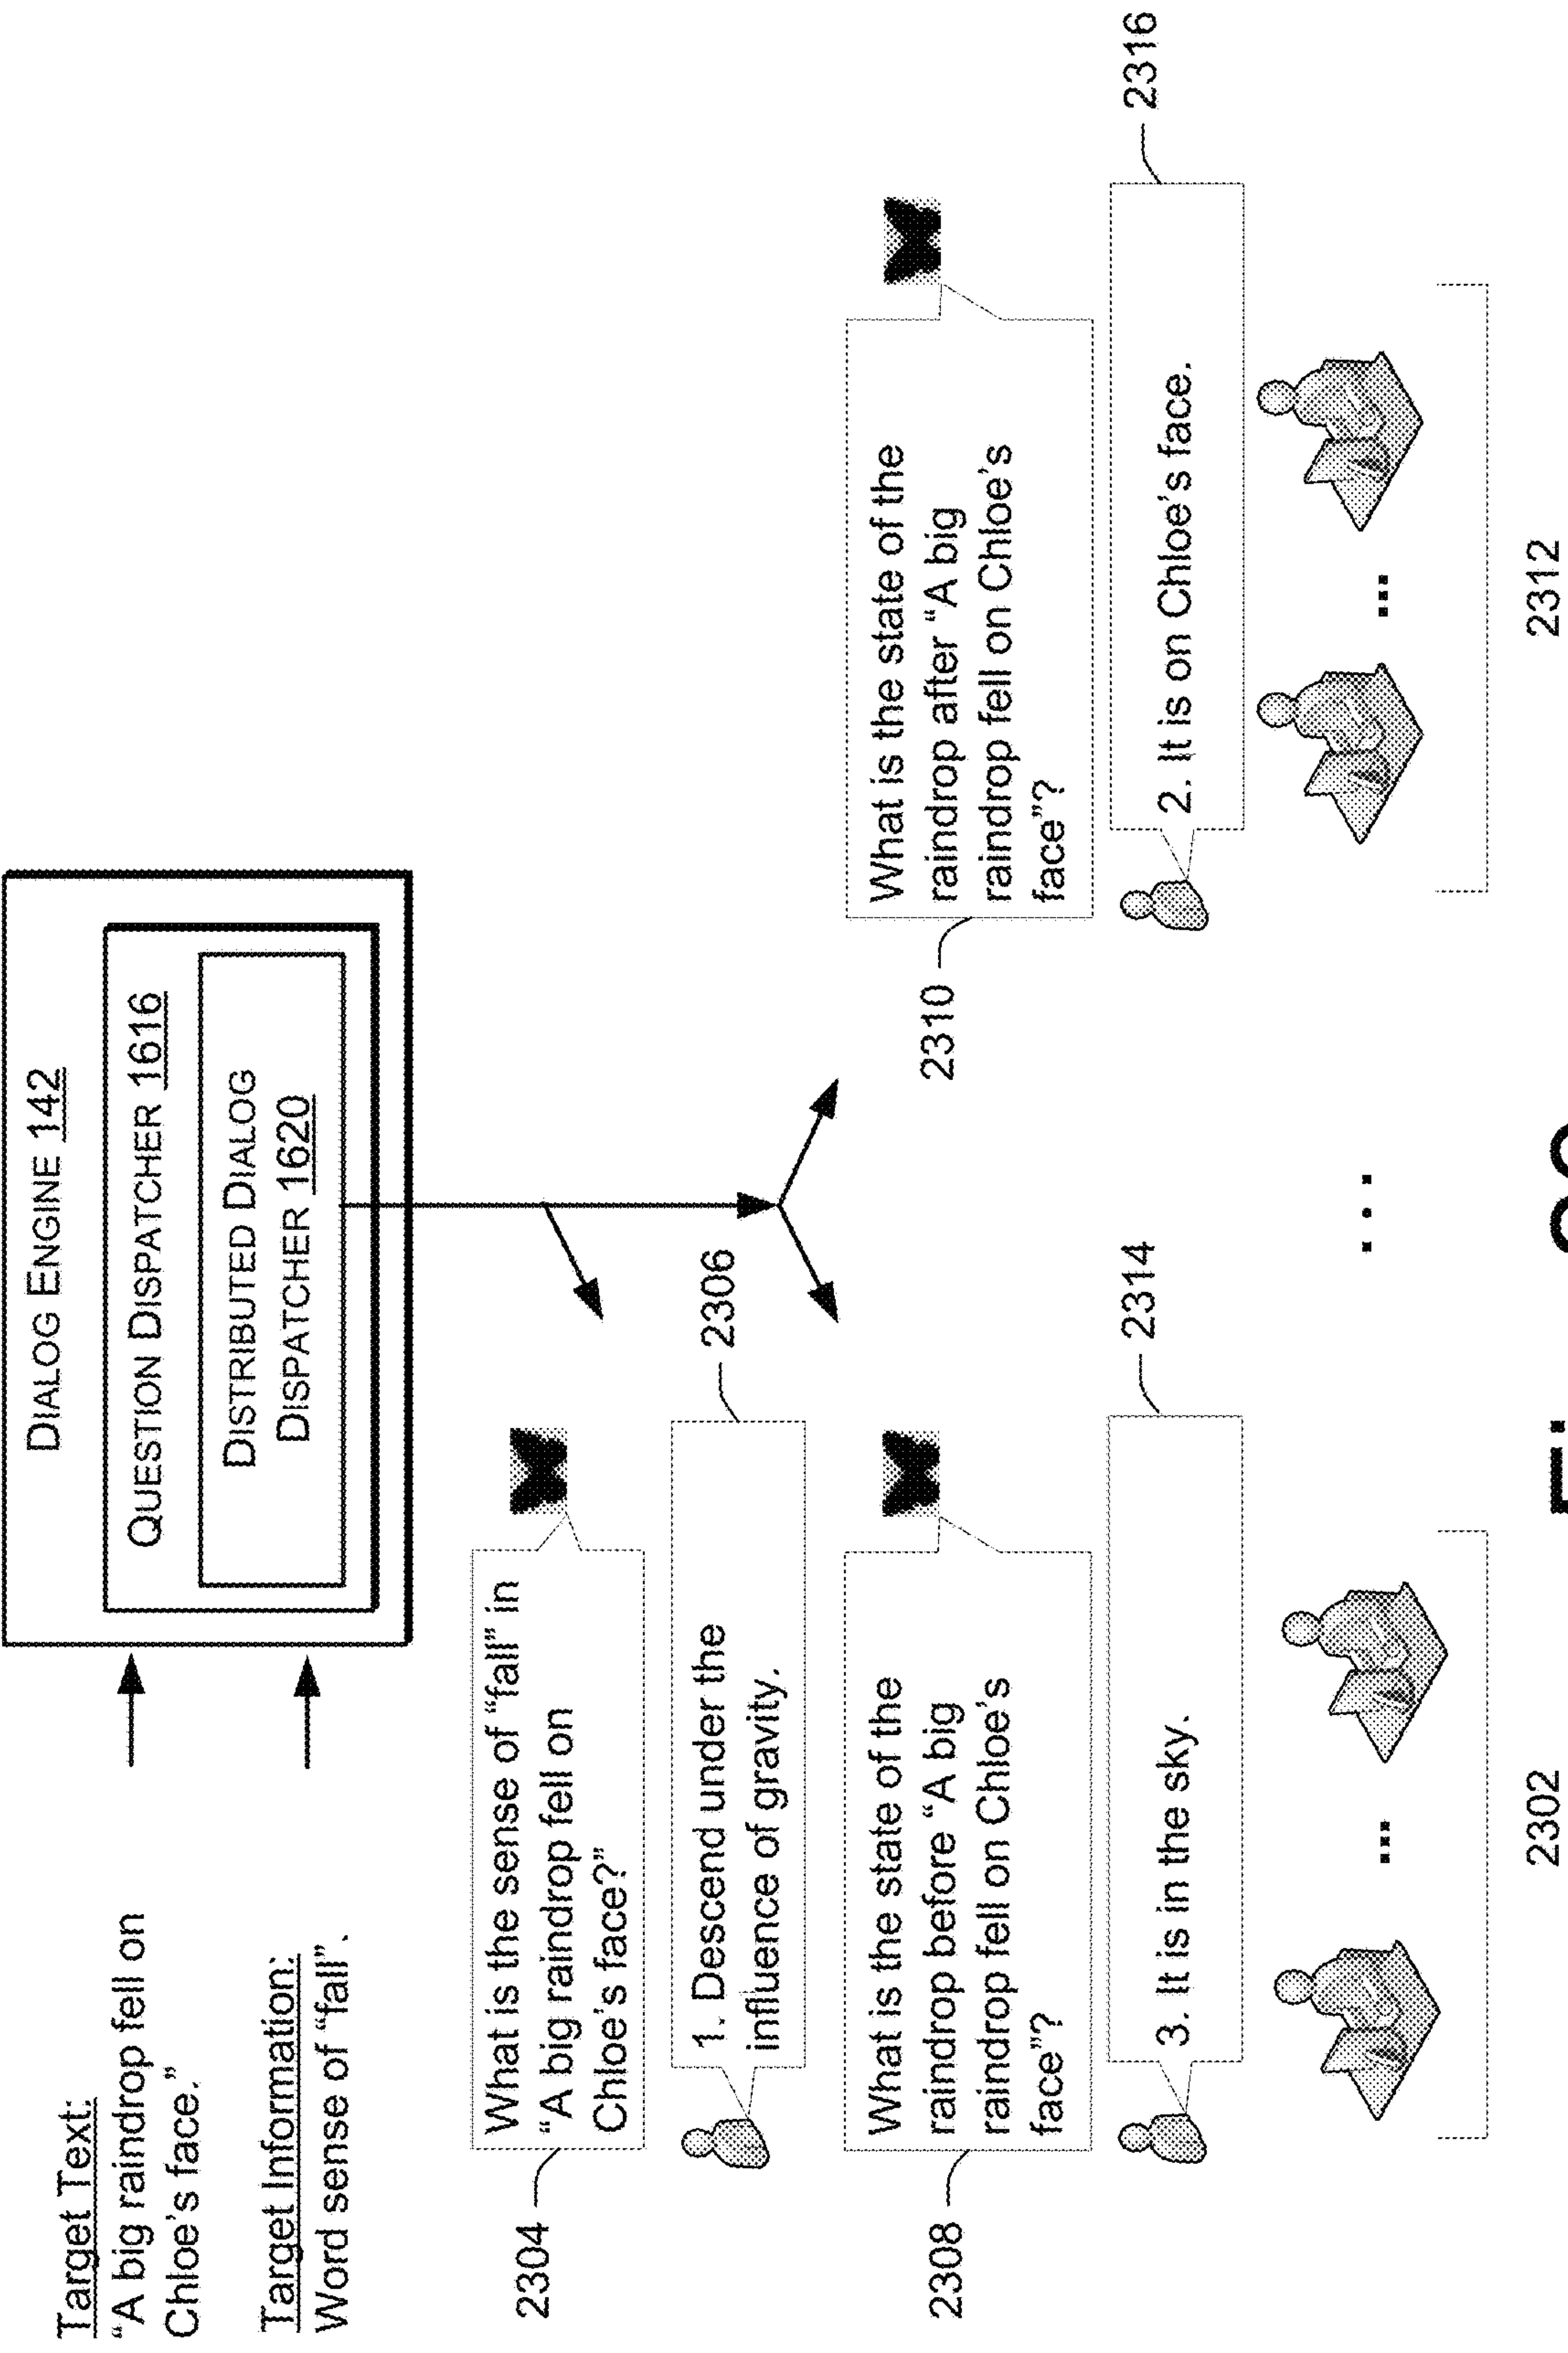 DIALOG ENGINE 142
QUESTION DISPATCHER 1616
DISTRIBUTED DIALOG
DISPATCHER 1620
Target Text:
“A big raindrop fell on
Chloe’s face.”
Target Information:
Word sense of “fall”.
2304
What is the sense of “fall” in
“A big raindrop fell on
Chloe’s face?”
2306
1. Descend under the
influence of gravity.
2308
What is the state of the
raindrop before “A big
raindrop fell on Chloe’s
face”?
2314
3. It is in the sky.
...
2302
2310
What is the state of the
raindrop after “A big
raindrop fell on Chloe’s
face”?
2316
2. It is on Chloe’s face.
...
2312
...